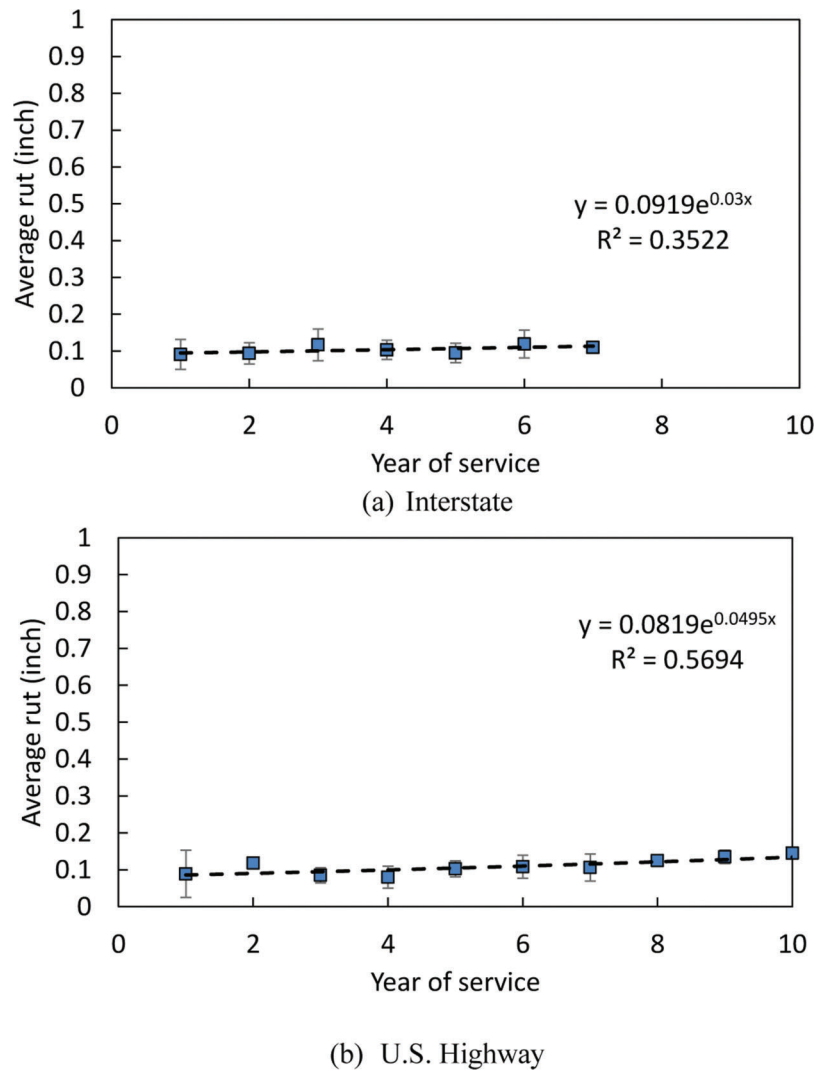 1
0.9
0.8
0.7
0.6
0.5
0.4
0.3
0.2
0.1
0
Average rut (inch)
y = 0.0919e^0.03x
R² = 0.3522
0 2 4 6 8 10
Year of service
(a) Interstate
1
0.9
0.8
0.7
0.6
0.5
0.4
0.3
0.2
0.1
0
Average rut (inch)
y = 0.0819e^0.0495x
R² = 0.5694
0 2 4 6 8 10
Year of service
(b) U.S. Highway